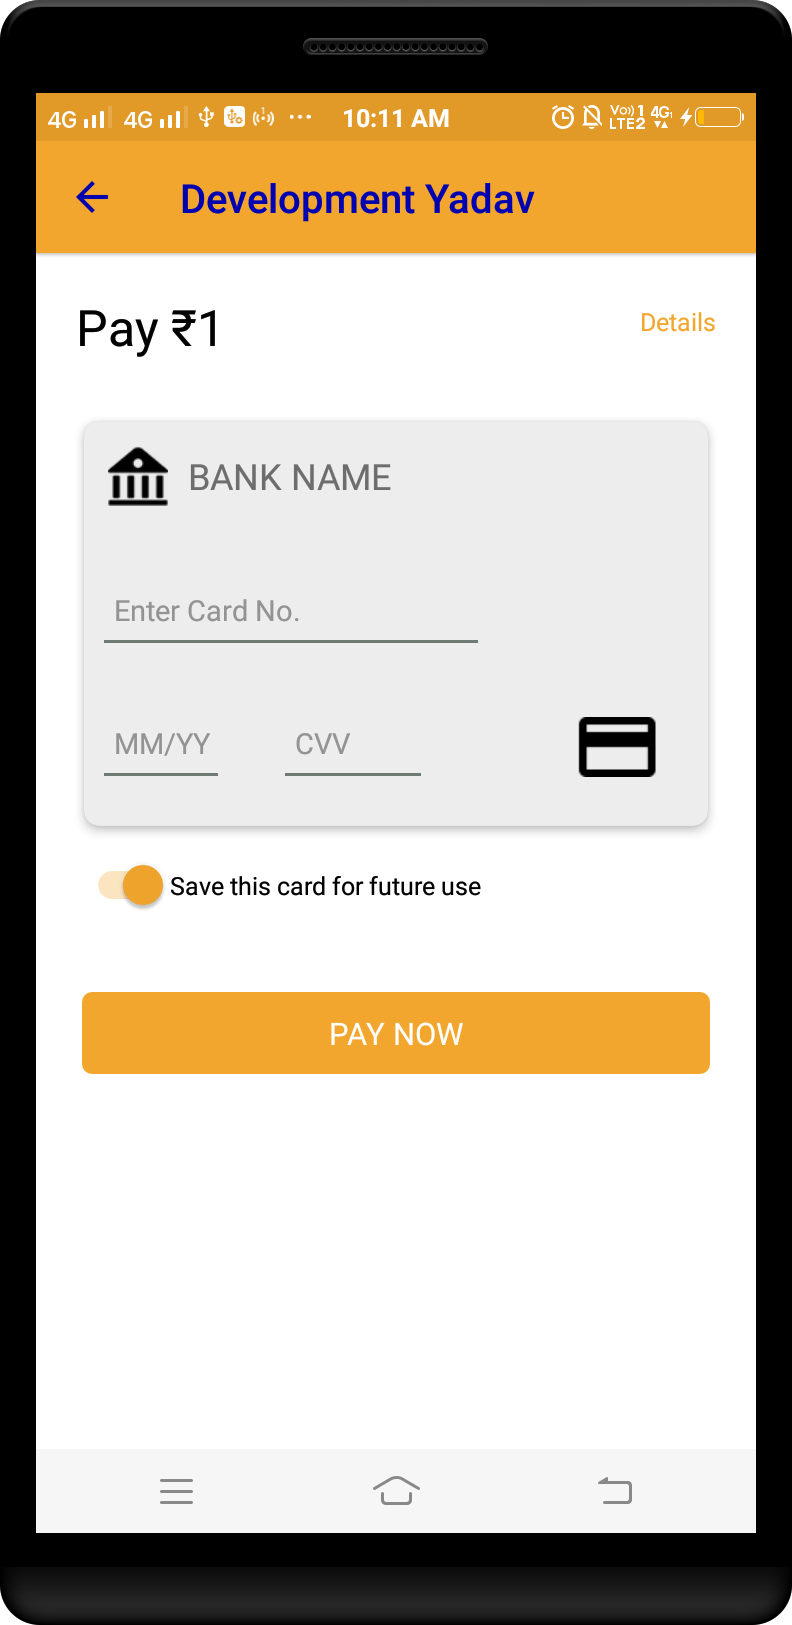 4G 4G 10:11 AM Vo) 1 LTE2 4G
Development Yadav
Pay ₹1
Details
BANK NAME
Enter Card No.
MM/YY CVV
Save this card for future use
PAY NOW